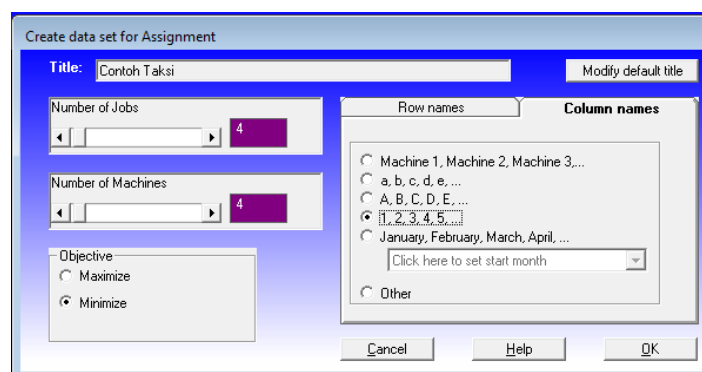 Create data set for Assignment
Title: Contoh Taksi
Modify default title
Number of Jobs
4
Number of Machines
4
Objective
Maximize
Minimize
Row names
Column names
Machine 1, Machine 2, Machine 3,...
a, b, c, d, e, ...
A, B, C, D, E, ...
1, 2, 3, 4, 5, ...
January, February, March, April, ...
Click here to set start month
Other
Cancel
Help
OK